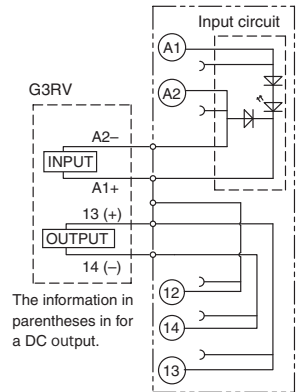 Input circuit
A1
A2
G3RV
A2–
INPUT
A1+
13 (+)
OUTPUT
14 (–)
The information in
parentheses in for
a DC output.
12
14
13